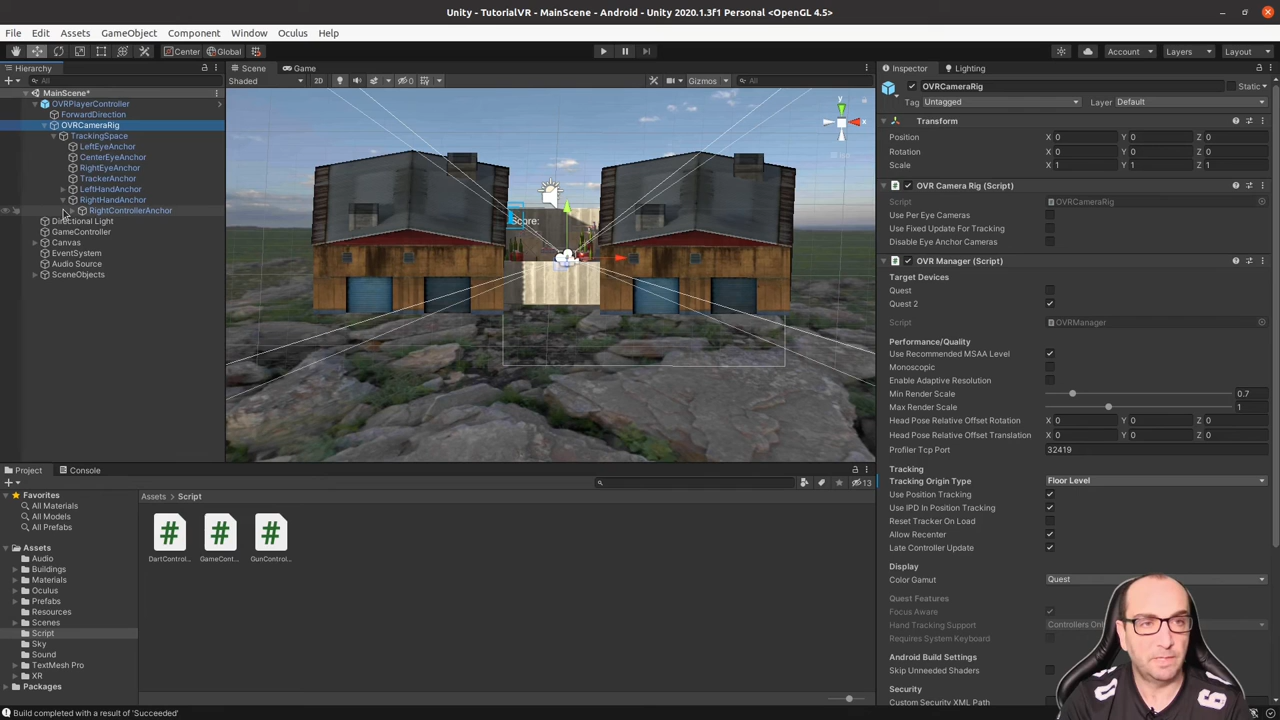 Unity - TutorialVR - MainScene - Android - Unity 2020.1.3f1 Personal <OpenGL 4.5>
File Edit Assets GameObject Component Window Oculus Help
Center Global Account Layers Layout
Hierarchy
All
MainScene*
OVRPlayerController
ForwardDirection
OVRCameraRig
TrackingSpace
LeftEyeAnchor
CenterEyeAnchor
RightEyeAnchor
TrackerAnchor
LeftHandAnchor
RightHandAnchor
RightControllerAnchor
Directional Light
GameController
Canvas
EventSystem
Audio Source
SceneObjects
Scene Game
Shaded 2D 0 Gizmos All
y
x
Score:
Inspector Lighting
OVRCameraRig Static
Tag Untagged Layer Default
Transform
Position X 0 Y 0 Z 0
Rotation X 0 Y 0 Z 0
Scale X 1 Y 1 Z 1
OVR Camera Rig (Script)
Script OVRCameraRig
Use Per Eye Cameras
Use Fixed Update For Tracking
Disable Eye Anchor Cameras
OVR Manager (Script)
Target Devices
Quest
Quest 2
Script OVRManager
Performance/Quality
Use Recommended MSAA Level
Monoscopic
Enable Adaptive Resolution
Min Render Scale 0.7
Max Render Scale 1
Head Pose Relative Offset Rotation X 0 Y 0 Z 0
Head Pose Relative Offset Translation X 0 Y 0 Z 0
Profiler Tcp Port 32419
Tracking
Tracking Origin Type Floor Level
Use Position Tracking
Use IPD In Position Tracking
Reset Tracker On Load
Allow Recenter
Late Controller Update
Display
Color Gamut Quest
Quest Features
Focus Aware
Hand Tracking Support Controllers Only
Requires System Keyboard
Android Build Settings
Skip Unneeded Shaders
Security
Custom Security XML Path
Project Console
13
Favorites
All Materials
All Models
All Prefabs
Assets
Audio
Buildings
Materials
Oculus
Prefabs
Resources
Scenes
Script
Sky
Sound
TextMesh Pro
XR
Packages
Assets Script
DartControl... GameCont... GunControl...
Build completed with a result of 'Succeeded'